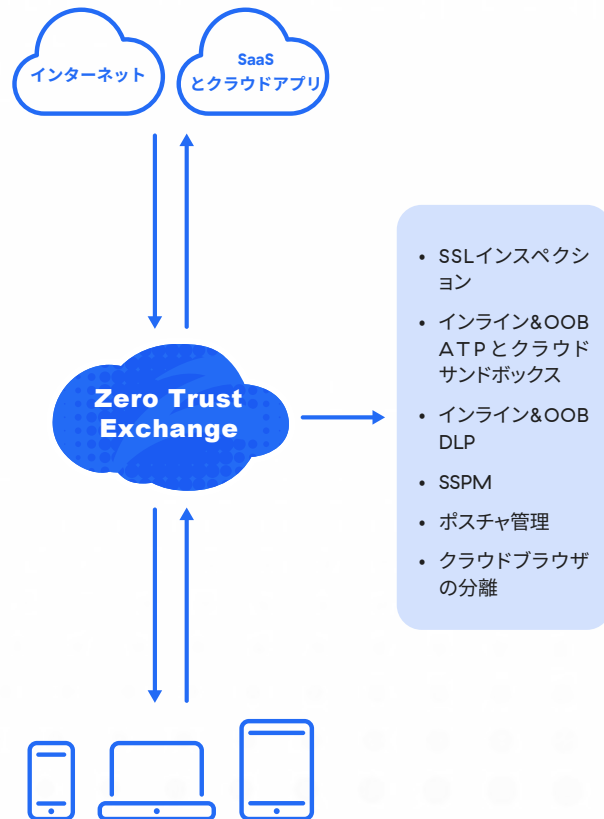 インターネット
SaaS
とクラウドアプリ
Zero Trust
Exchange
• SSLインスペクシ
ョン
• インライン&OOB
ATPとクラウド
サンドボックス
• インライン&OOB
DLP
• SSPM
• ポスチャ管理
• クラウドブラウザ
の分離